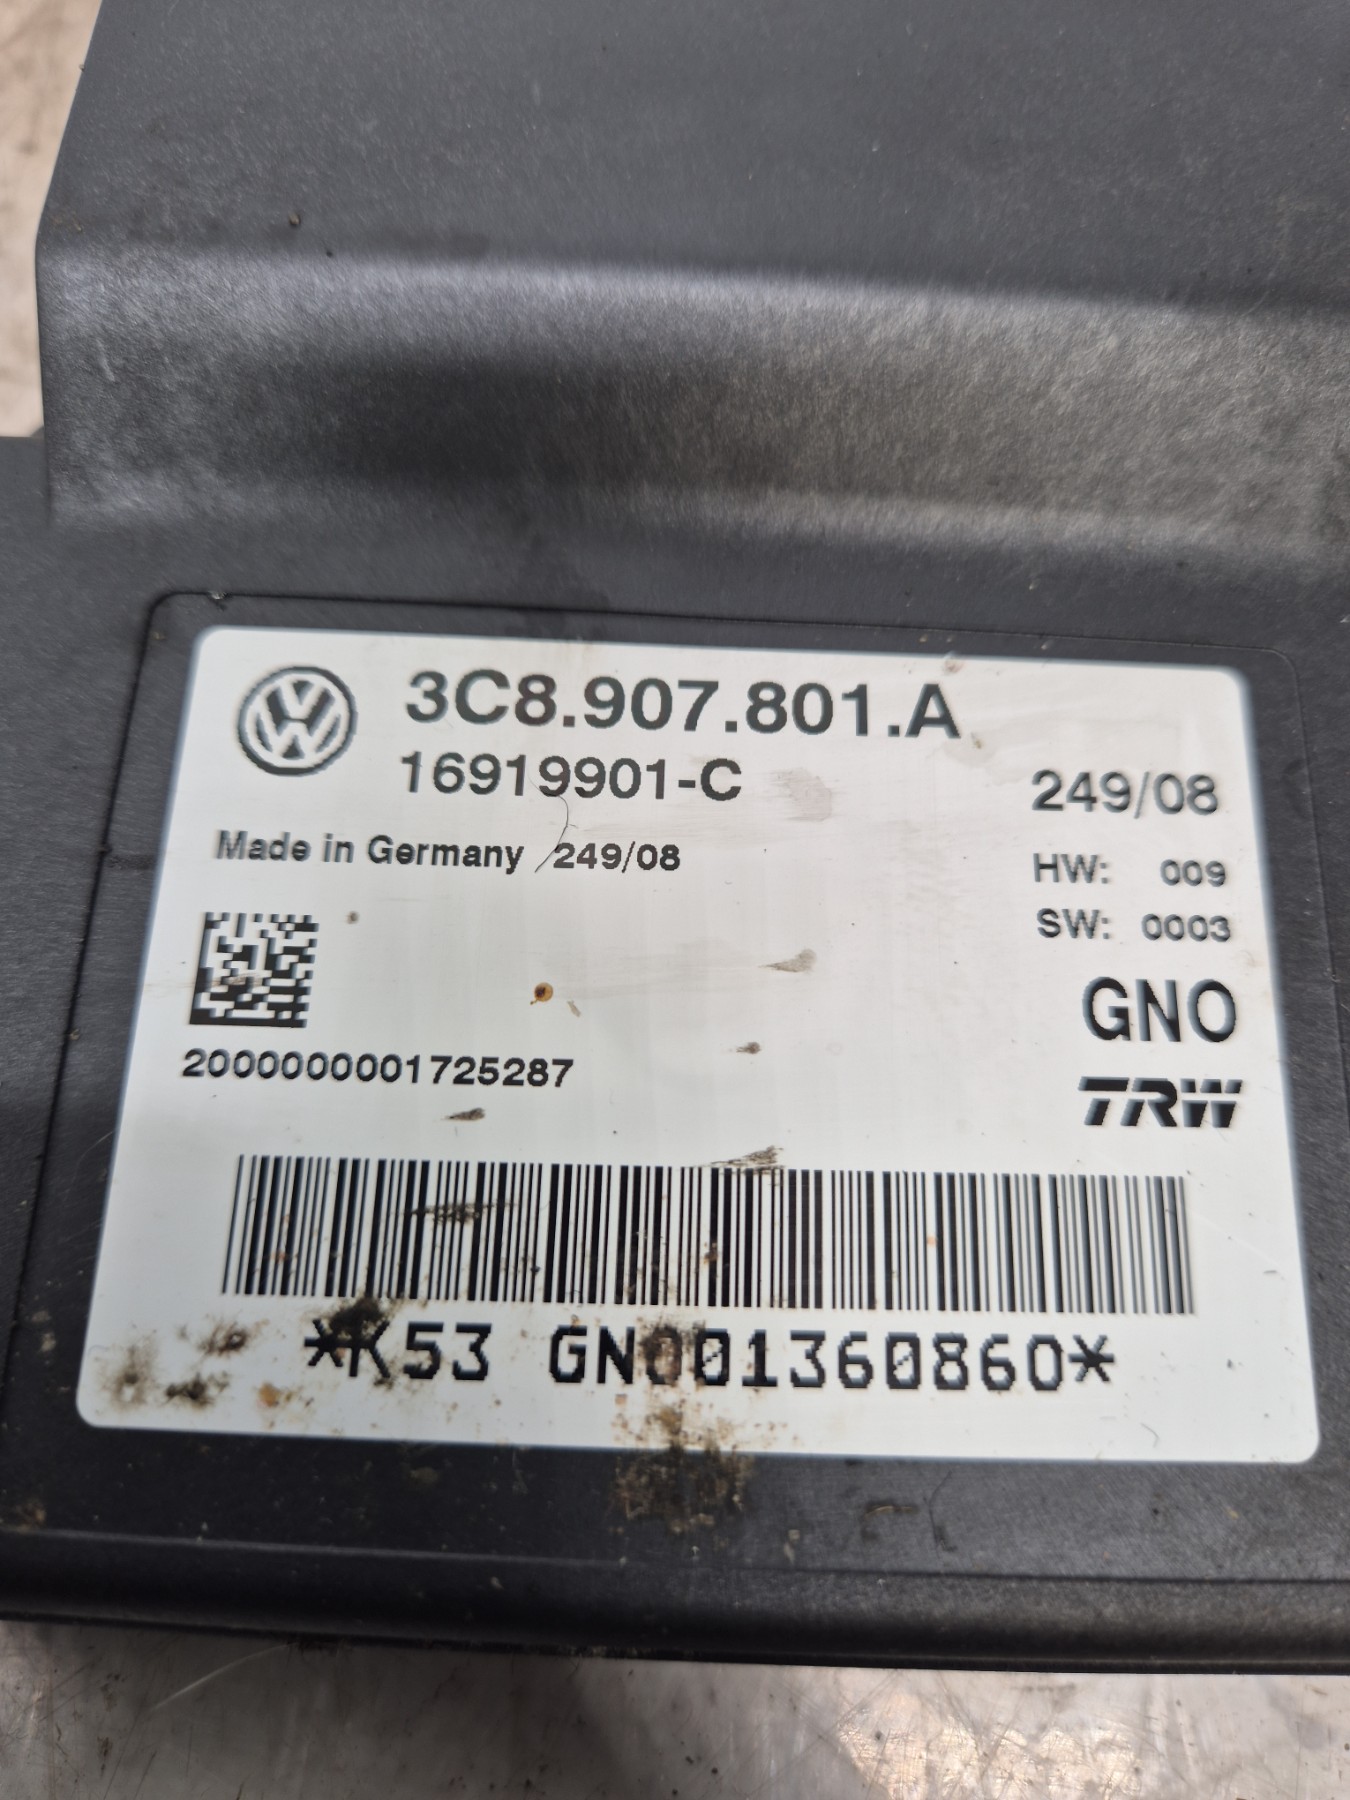 3C8.907.801.A
16919901-C
249/08
Made in Germany 249/08
HW: 009
SW: 0003
GNO
2000000001725287
TRW
*K53 GNO01360860*